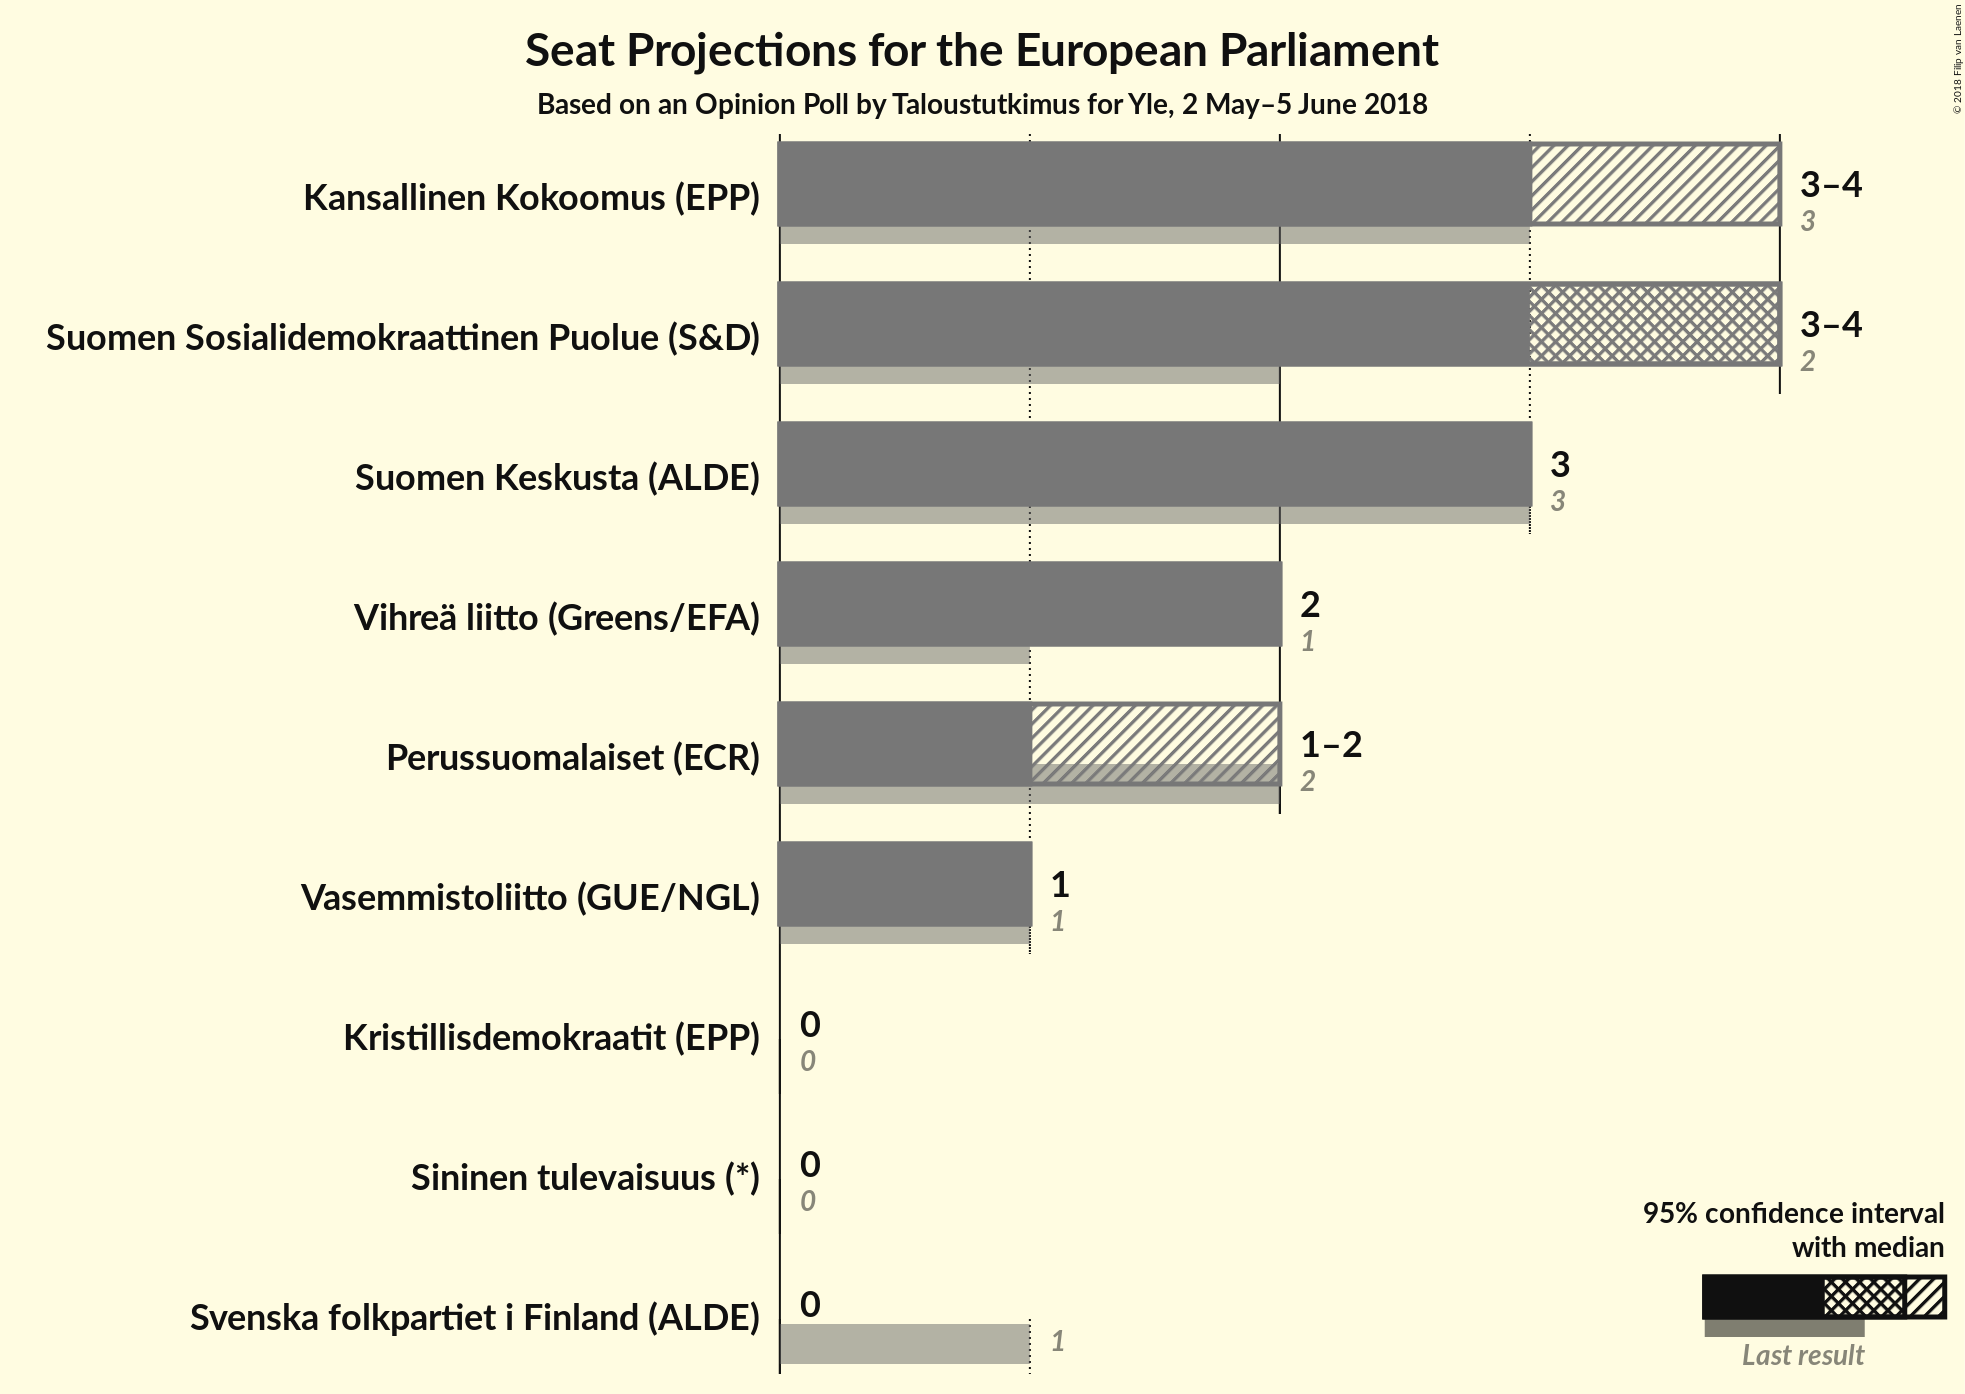 Seat Projections for the European Parliament
Based on an Opinion Poll by Taloustutkimus for Yle, 2 May–5 June 2018
© 2018 Filip van Laenen
Kansallinen Kokoomus (EPP)
3–4
3
Suomen Sosialidemokraattinen Puolue (S&D)
3–4
2
Suomen Keskusta (ALDE)
3
3
Vihreä liitto (Greens/EFA)
2
1
Perussuomalaiset (ECR)
1–2
2
Vasemmistoliitto (GUE/NGL)
1
1
Kristillisdemokraatit (EPP)
0
0
Sininen tulevaisuus (*)
0
0
Svenska folkpartiet i Finland (ALDE)
0
1
95% confidence interval
with median
Last result